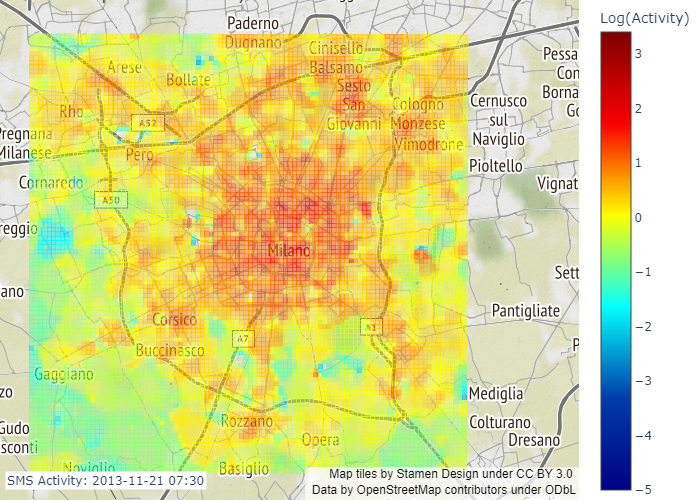 Paderno
Dugnano
Cinisello
Balsamo
Log(Activity)
Arese
Bollate
Sesto
San
Giovanni
Rho
A52
Cologno
Monzese
Cernusco
sul
Naviglio
Pessa
Con
Borna
Go
Pregnana
Milanese
Pero
Vimodrone
Pioltello
Cornaredo
A50
Vignat
reggio
Milano
ano
Sett
Pantigliate
Corsico
A7
A1
P
Buccinasco
Gaggiano
zo
Mediglia
Gudo
sconti
Rozzano
Opera
Colturano
Dresano
Noviglio
Basiglio
SMS Activity: 2013-11-21 07:30
Map tiles by Stamen Design under CC BY 3.0
Data by OpenStreetMap contributors under ODbL
3
2
1
0
−1
−2
−3
−4
−5